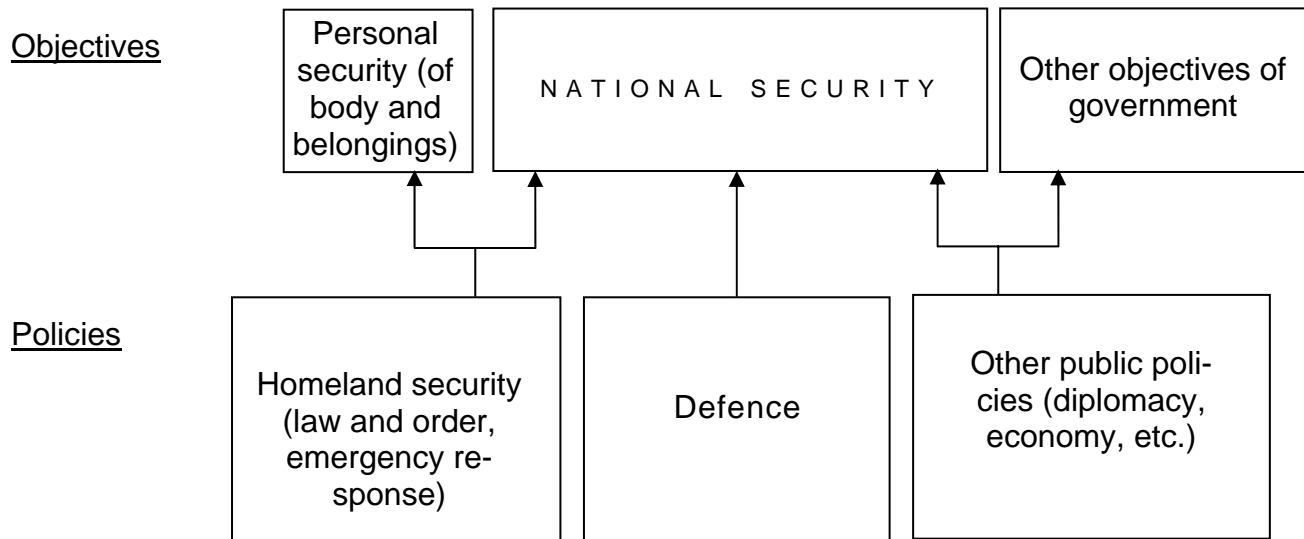 Objectives
Personal
security (of
body and
belongings)
NATIONAL SECURITY
Other objectives of
government
Policies
Homeland security
(law and order,
emergency re-
sponse)
Defence
Other public poli-
cies (diplomacy,
economy, etc.)